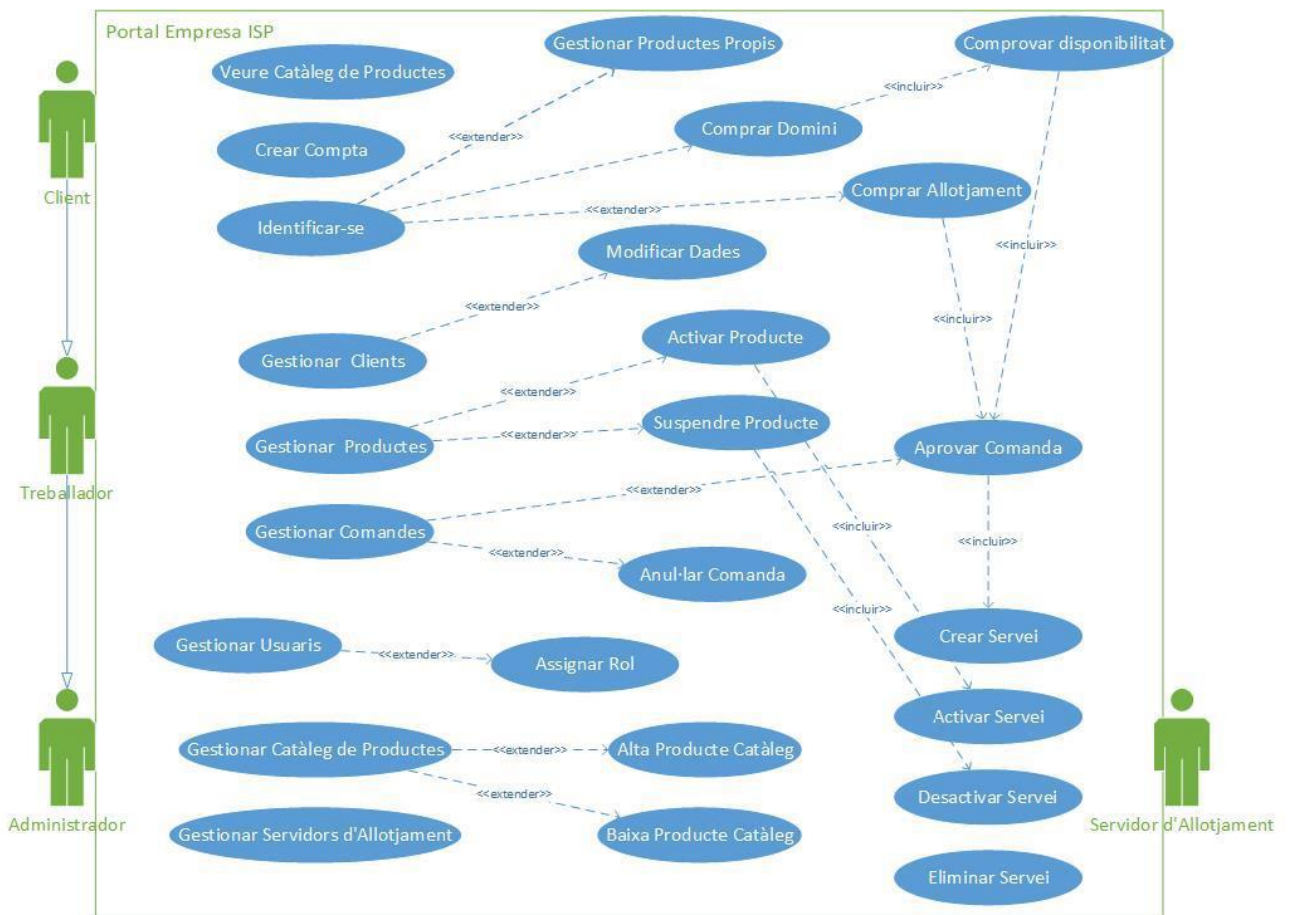 Portal Empresa ISP
Gestionar Productes Propis
Comprovar disponibilitat
Veure Catàleg de Productes
<<incluir>>
Comprar Domini
<<extender>>
Crear Compta
Client
Comprar Allotjament
<<extender>>
Identificar-se
<<incluir>>
Modificar Dades
<<extender>>
<<incluir>>
Activar Producte
Gestionar Clients
<<extender>>
Suspendre Producte
<<extender>>
Gestionar Productes
Aprovar Comanda
Treballador
<<extender>>
Gestionar Comandes
<<incluir>>
<<incluir>>
<<extender>>
Anul·lar Comanda
<<incluir>>
Crear Servei
Gestionar Usuaris
<<extender>>
Assignar Rol
Activar Servei
Gestionar Catàleg de Productes
<<extender>>
Alta Producte Catàleg
<<extender>>
Desactivar Servei
Administrador
Servidor d'Allotjament
Gestionar Servidors d'Allotjament
Baixa Producte Catàleg
Eliminar Servei